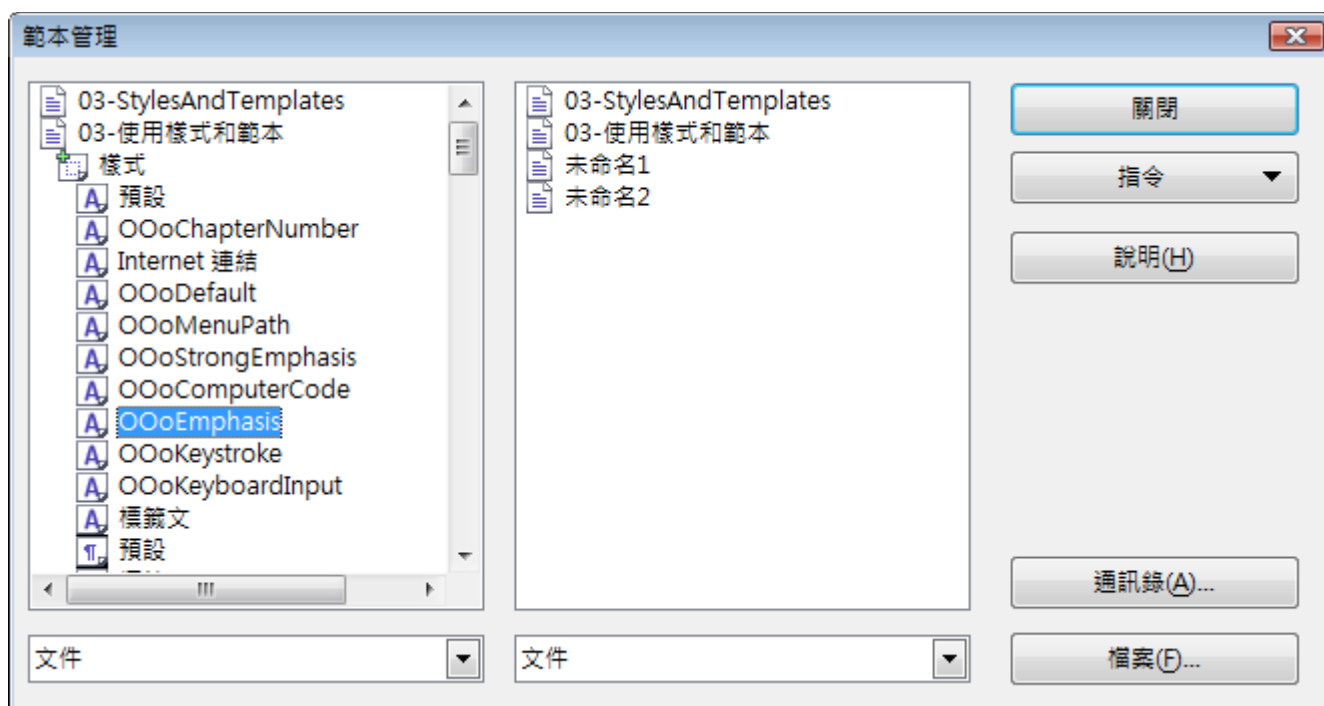 範本管理
03-StylesAndTemplates
03-使用樣式和範本
樣式
預設
OOoChapterNumber
Internet 連結
OOoDefault
OOoMenuPath
OOoStrongEmphasis
OOoComputerCode
OOoEmphasis
OOoKeystroke
OOoKeyboardInput
標籤文
預設
文件
03-StylesAndTemplates
03-使用樣式和範本
未命名1
未命名2
文件
關閉
指令
說明(H)
通訊錄(A)...
檔案(F)...